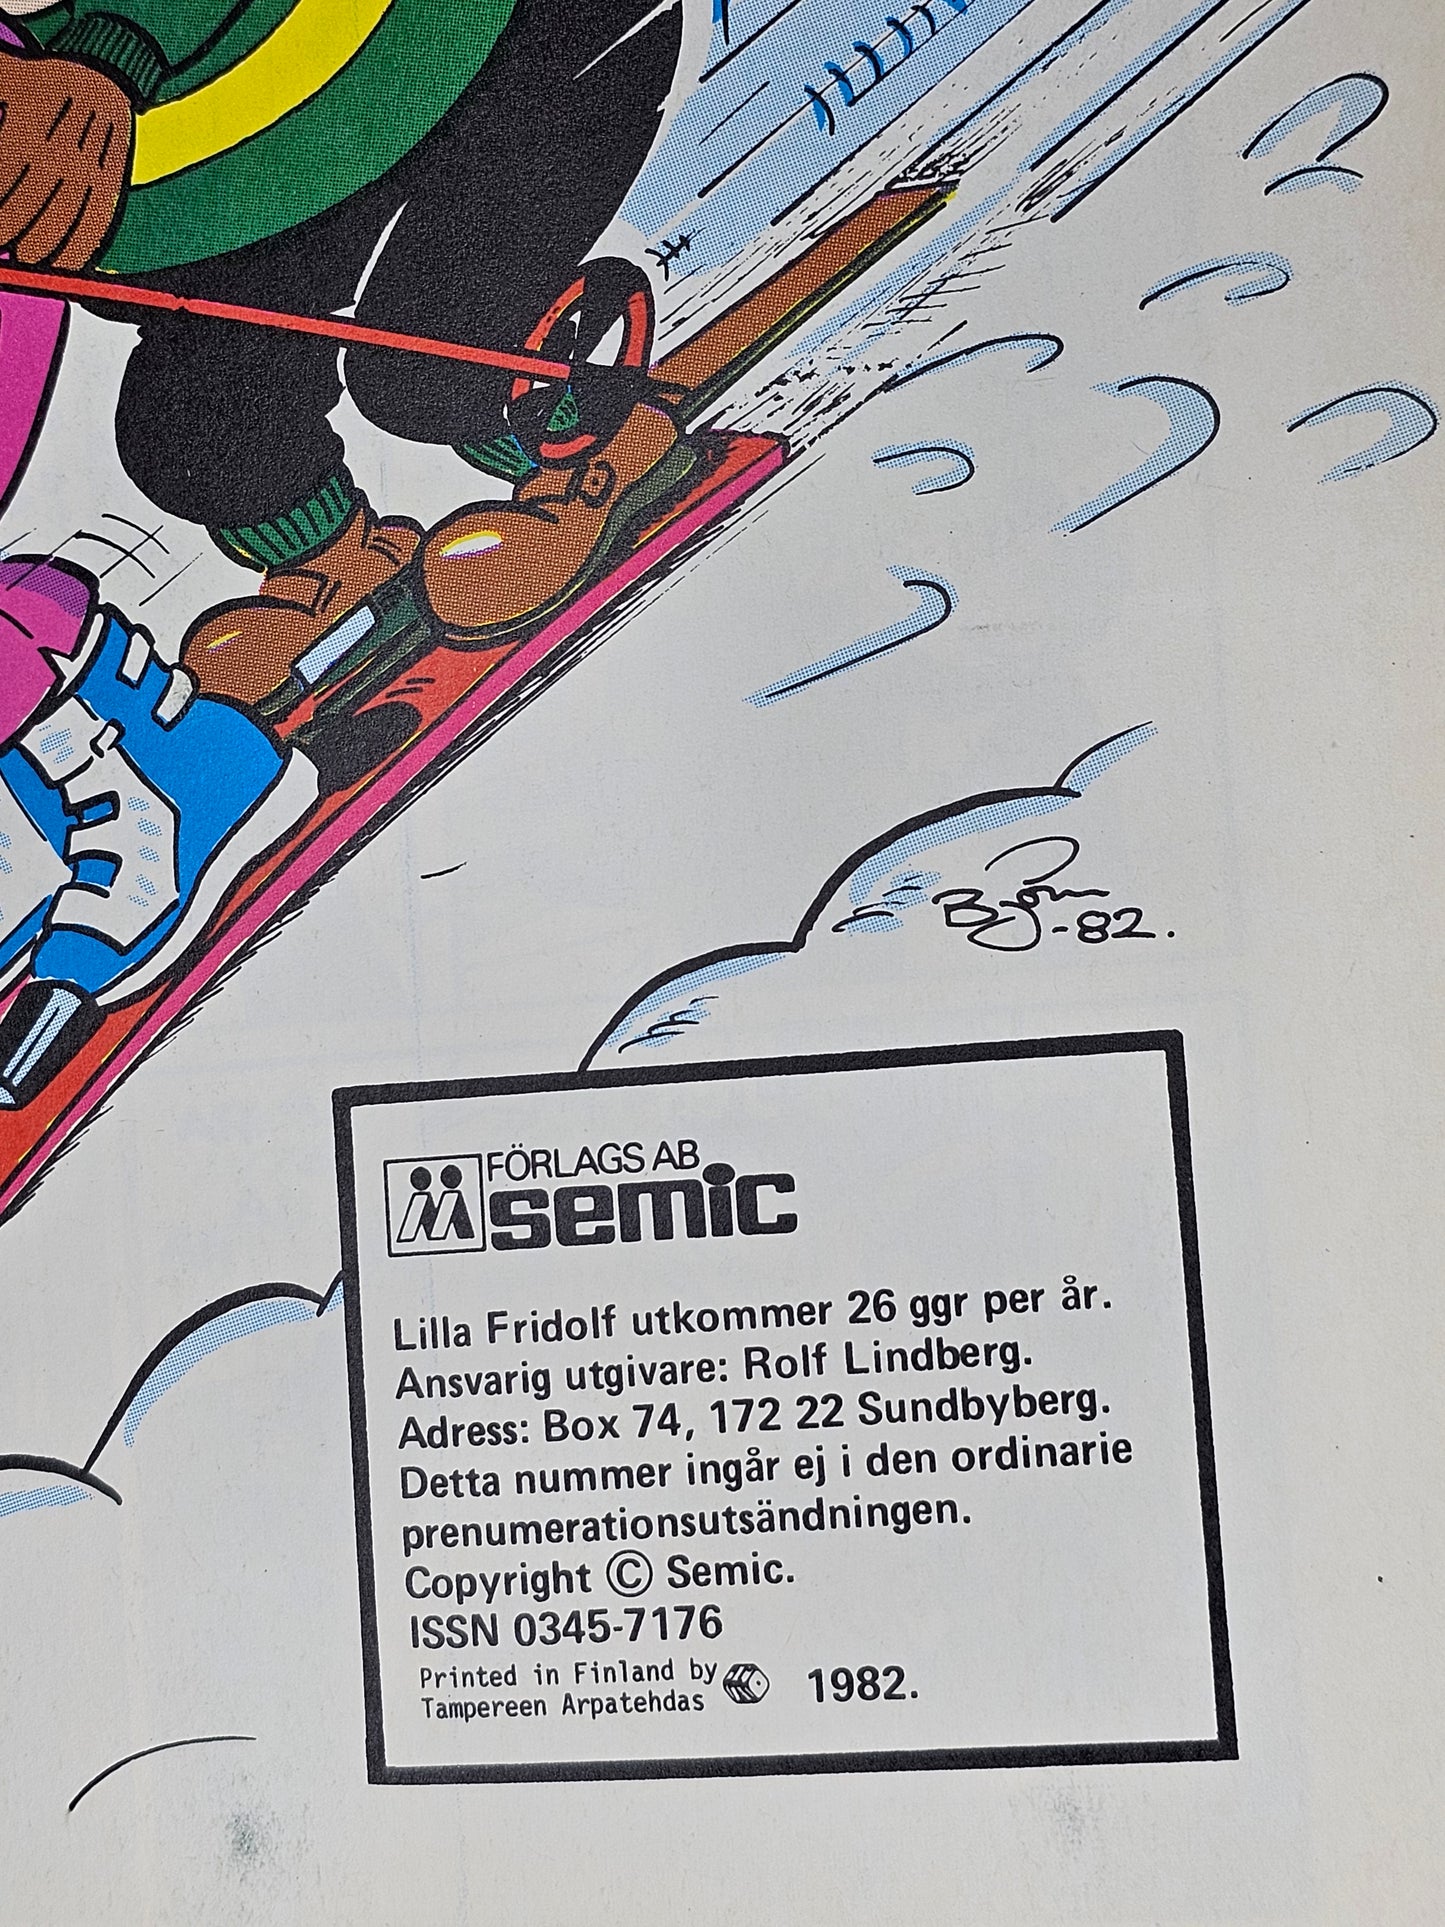 Björn
-82.
FÖRLAGS AB
semic
Lilla Fridolf utkommer 26 ggr per år.
Ansvarig utgivare: Rolf Lindberg.
Adress: Box 74, 172 22 Sundbyberg.
Detta nummer ingår ej i den ordinarie
prenumerationsutsändningen.
Copyright © Semic.
ISSN 0345-7176
Printed in Finland by
Tampereen Arpatehdas
1982.